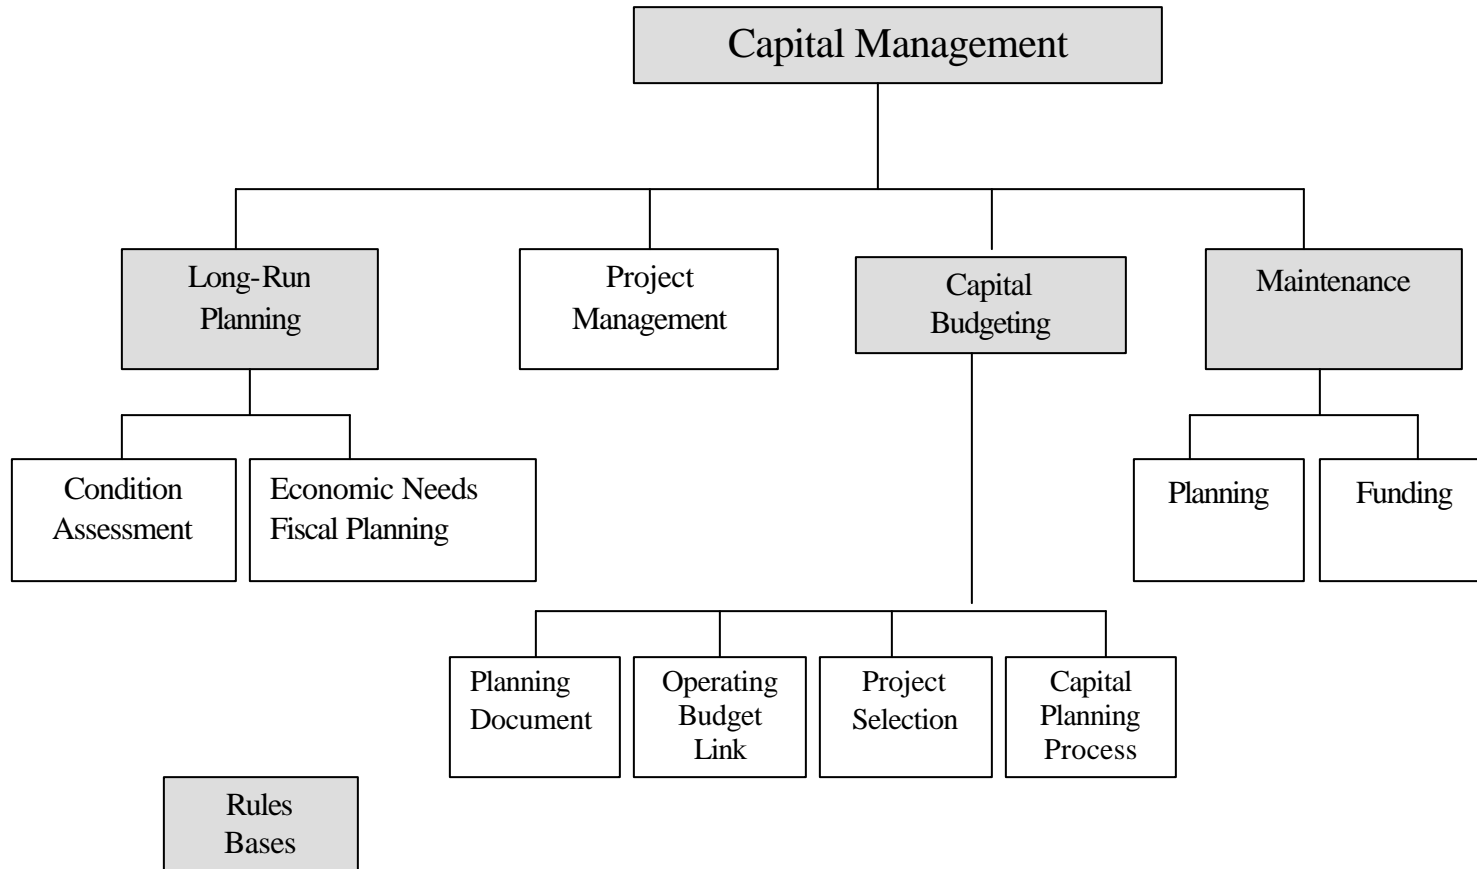 Capital Management
Long-Run
Planning
Project
Management
Capital
Budgeting
Maintenance
Condition
Assessment
Economic Needs
Fiscal Planning
Planning
Funding
Planning
Document
Operating
Budget
Link
Project
Selection
Capital
Planning
Process
Rules
Bases